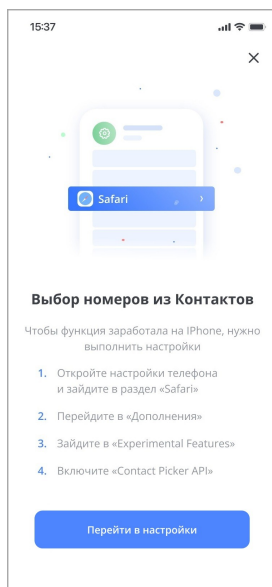 15:37
Safari
Выбор номеров из Контактов
Чтобы функция заработала на IPhone, нужно
выполнить настройки
1. Откройте настройки телефона
и зайдите в раздел «Safari»
2. Перейдите в «Дополнения»
3. Зайдите в «Experimental Features»
4. Включите «Contact Picker API»
Перейти в настройки